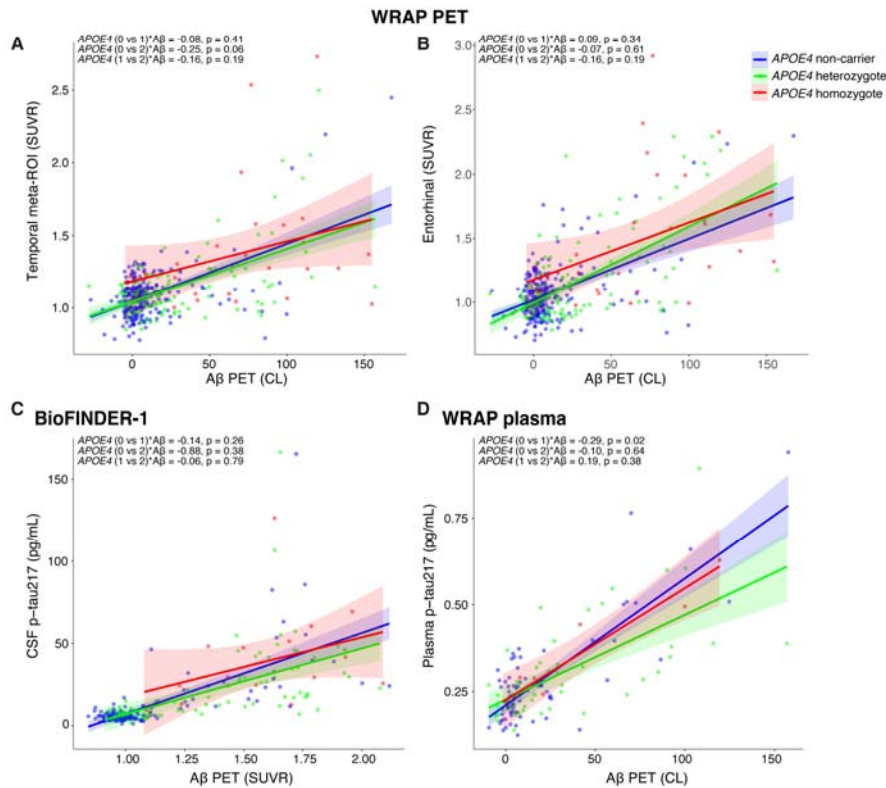 WRAP PET
A
APOE4 (0 vs 1)*Aβ = -0.08, p = 0.41
APOE4 (0 vs 2)*Aβ = -0.25, p = 0.06
APOE4 (1 vs 2)*Aβ = -0.16, p = 0.19
Temporal meta-ROI (SUVR)
2.5
2.0
1.5
1.0
0
50
100
150
Aβ PET (CL)
B
APOE4 (0 vs 1)*Aβ = 0.09, p = 0.34
APOE4 (0 vs 2)*Aβ = -0.07, p = 0.61
APOE4 (1 vs 2)*Aβ = -0.16, p = 0.19
APOE4 non-carrier
APOE4 heterozygote
APOE4 homozygote
Entorhinal (SUVR)
3.0
2.5
2.0
1.5
1.0
0
50
100
150
Aβ PET (CL)
C BioFINDER-1
APOE4 (0 vs 1)*Aβ = -0.14, p = 0.26
APOE4 (0 vs 2)*Aβ = -0.88, p = 0.38
APOE4 (1 vs 2)*Aβ = -0.06, p = 0.79
CSF p-tau217 (pg/mL)
150
100
50
0
1.00
1.25
1.50
1.75
2.00
Aβ PET (SUVR)
D WRAP plasma
APOE4 (0 vs 1)*Aβ = -0.29, p = 0.02
APOE4 (0 vs 2)*Aβ = -0.10, p = 0.64
APOE4 (1 vs 2)*Aβ = 0.19, p = 0.38
Plasma p-tau217 (pg/mL)
0.75
0.50
0.25
0
50
100
150
Aβ PET (CL)